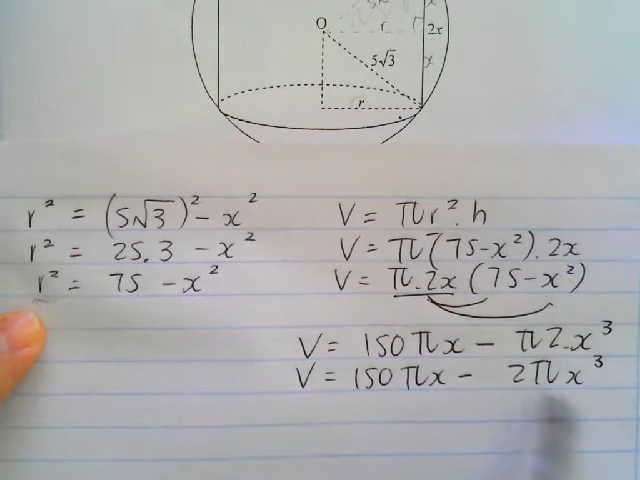 r
x
O
r
2x
5√3
x
r
r² = (5√3)² - x²
r² = 25.3 - x²
r² = 75 - x²
V = πr².h
V = π(75-x²).2x
V = π.2x(75-x²)
V = 150πx - π2.x³
V = 150πx - 2πx³